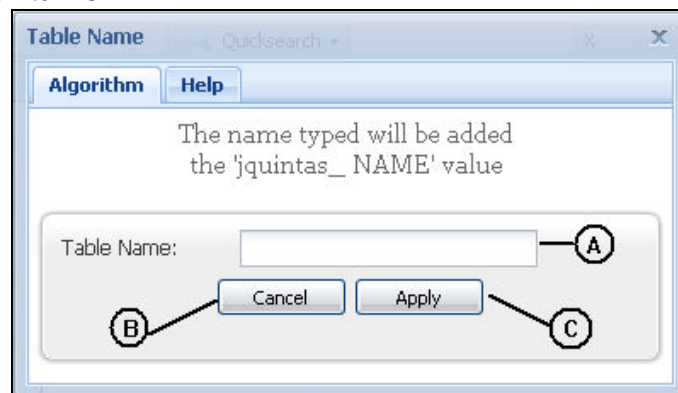 Table Name
Quicksearch
x
x
Algorithm
Help
The name typed will be added
the 'jquintas_ NAME' value
Table Name:
A
Cancel
Apply
B
C